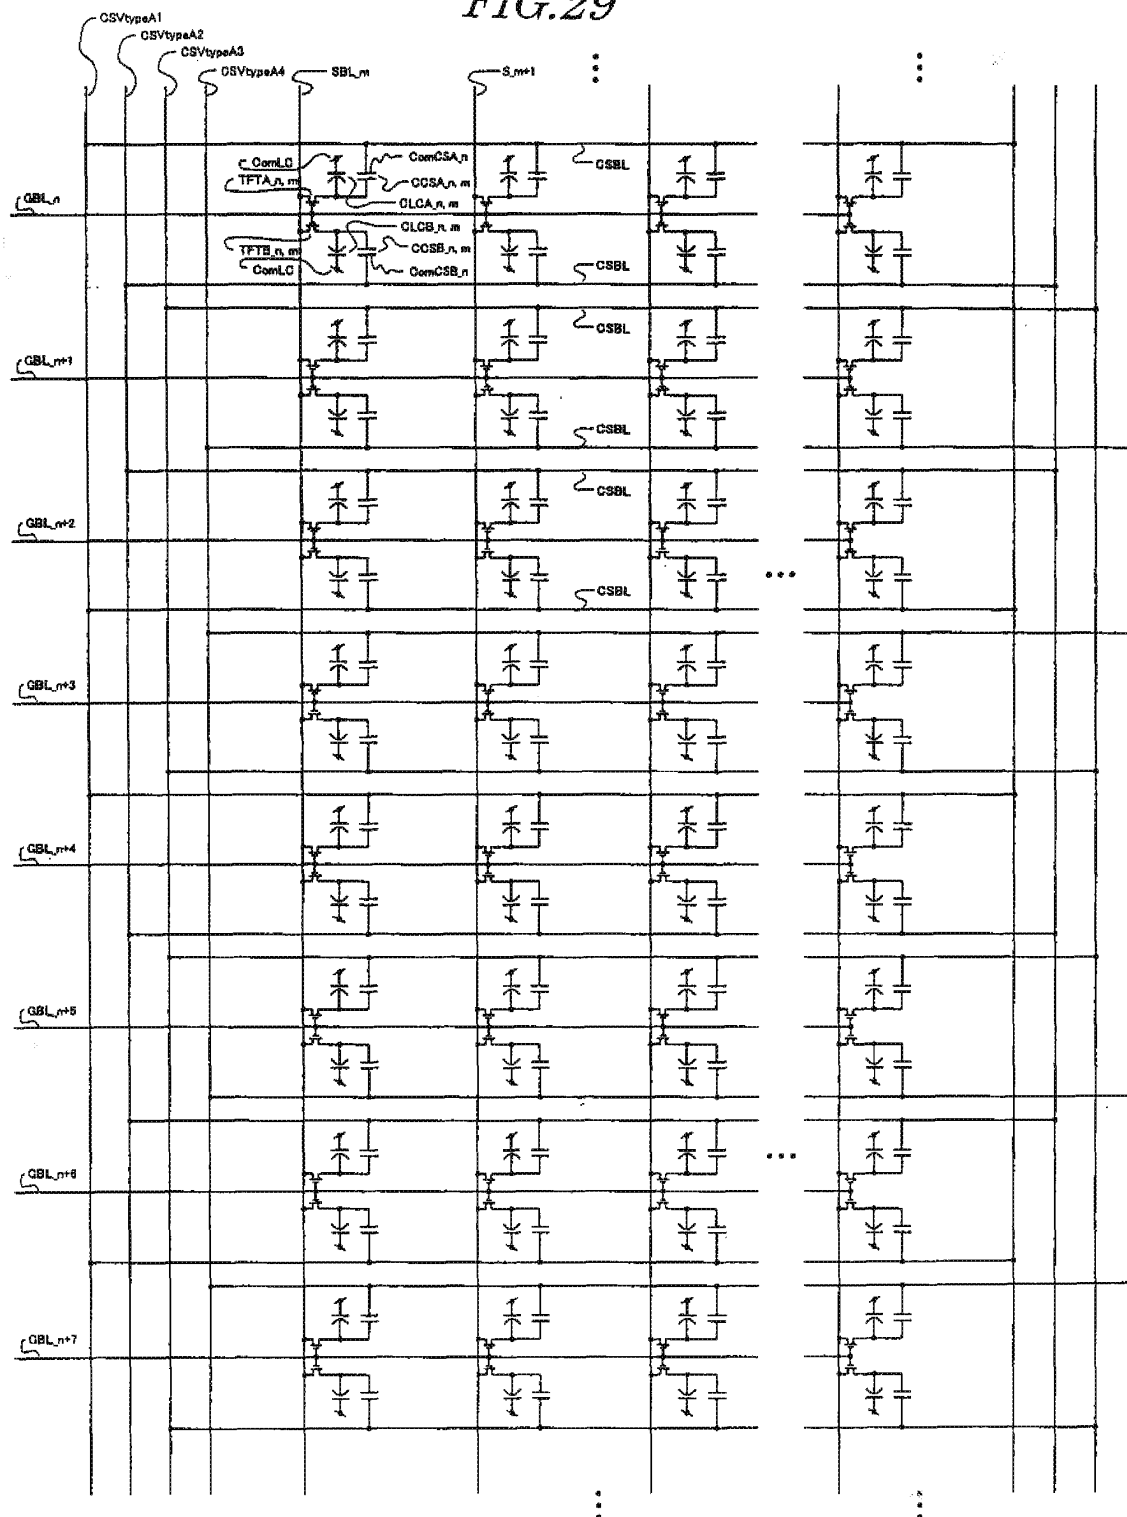 FIG.29
CSVtypeA1
CSVtypeA2
CSVtypeA3
CSVtypeA4
SBL_m
S_m+1
ComLC
ComCSA_n
CSBL
TFTA_n, m
CCSA_n, m
GBL_n
CLCA_n, m
CLCB_n, m
TFTB_n, m
CCSB_n, m
ComLC
ComCSB_n
CSBL
CSBL
GBL_n+1
CSBL
CSBL
GBL_n+2
CSBL
GBL_n+3
GBL_n+4
GBL_n+5
GBL_n+6
GBL_n+7